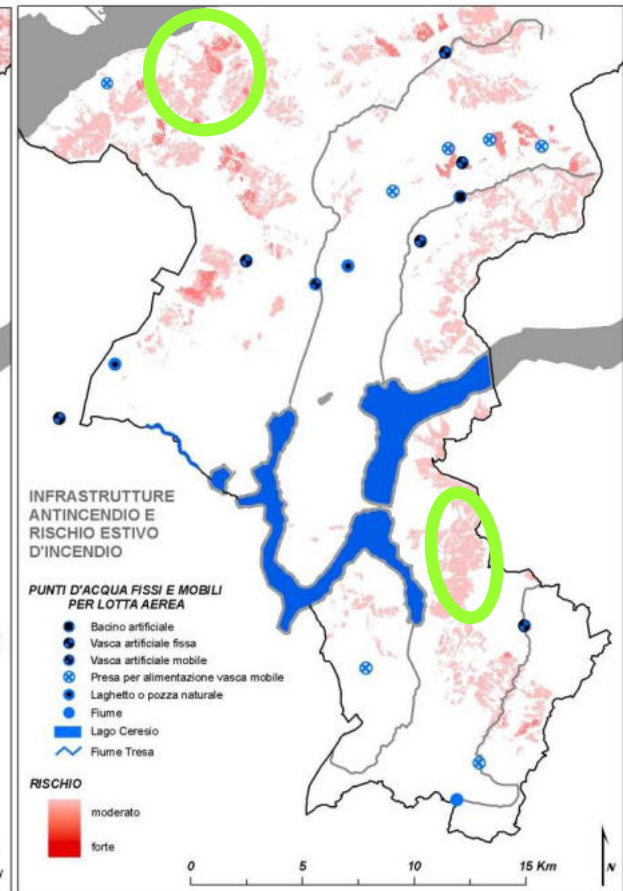 INFRASTRUTTURE
ANTINCENDIO E
RISCHIO ESTIVO
D'INCENDIO
PUNTI D'ACQUA FISSI E MOBILI
PER LOTTA AEREA
Bacino artificiale
Vasca artificiale fissa
Vasca artificiale mobile
Presa per alimentazione vasca mobile
Laghetto o pozza naturale
Fiume
Lago Ceresio
Fiume Tresa
RISCHIO
moderato
forte
0 5 10 15 Km
N